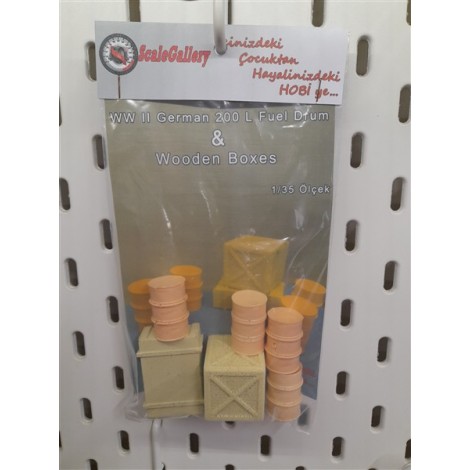 ScaleGallery
İçinizdeki
Çocuktan
Hayalinizdeki
HOBİ ye...
WW II German 200 L Fuel Drum
&
Wooden Boxes
1/35 Ölçek